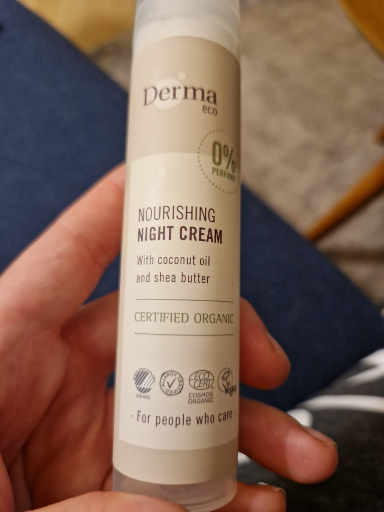 Derma
eco
0%
PERFUME
NOURISHING
NIGHT CREAM
With coconut oil
and shea butter
CERTIFIED ORGANIC
ECO
CERT
COSMOS
ORGANIC
Vegan
· For people who care ·